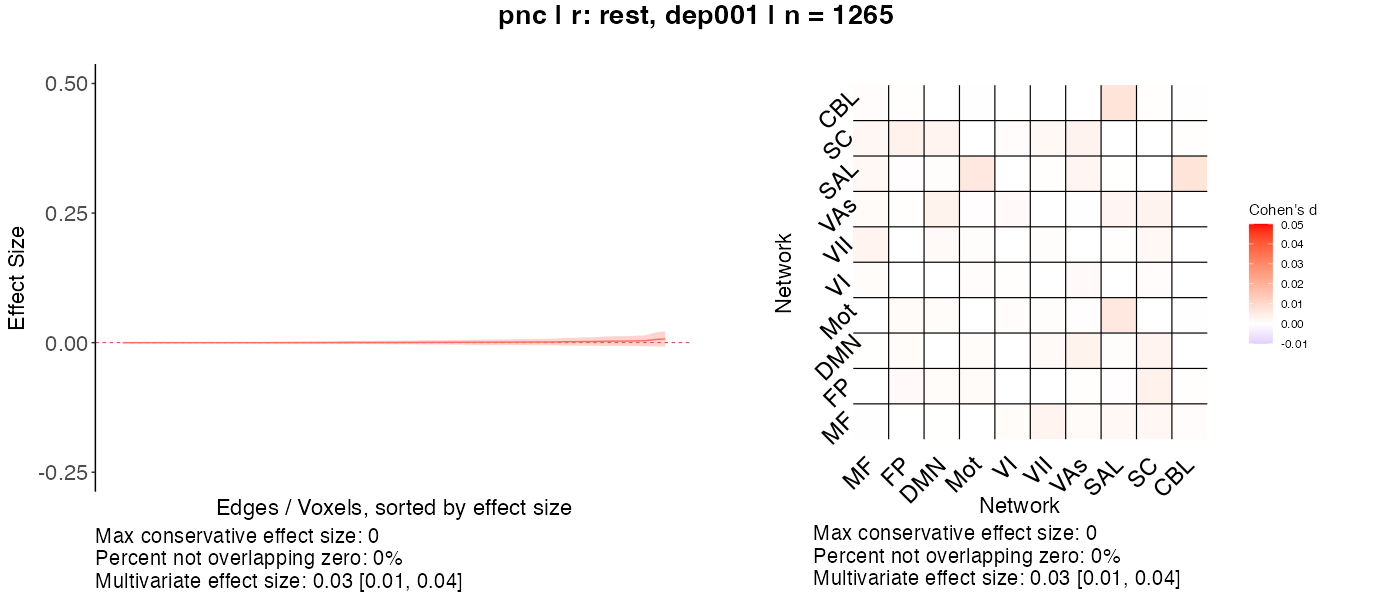 pnc | r: rest, dep001 | n = 1265
0.50
0.25
0.00
-0.25
Effect Size
Edges / Voxels, sorted by effect size
Max conservative effect size: 0
Percent not overlapping zero: 0%
Multivariate effect size: 0.03 [0.01, 0.04]
Network
CBL
SC
SAL
VAs
VII
VI
Mot
DMN
FP
MF
MF
FP
DMN
Mot
VI
VII
VAs
SAL
SC
CBL
Network
Max conservative effect size: 0
Percent not overlapping zero: 0%
Multivariate effect size: 0.03 [0.01, 0.04]
Cohen's d
0.05
0.04
0.03
0.02
0.01
0.00
-0.01